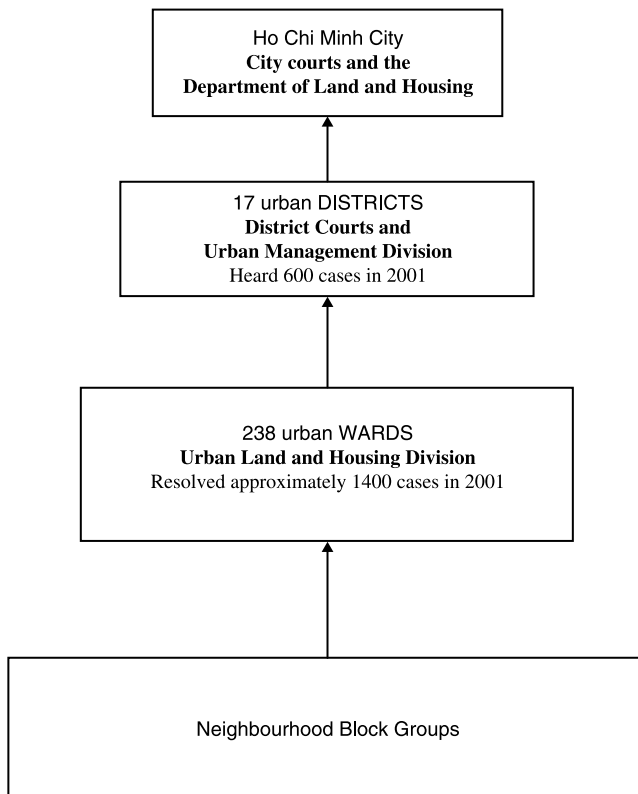 Ho Chi Minh City
City courts and the
Department of Land and Housing
17 urban DISTRICTS
District Courts and
Urban Management Division
Heard 600 cases in 2001
238 urban WARDS
Urban Land and Housing Division
Resolved approximately 1400 cases in 2001
Neighbourhood Block Groups